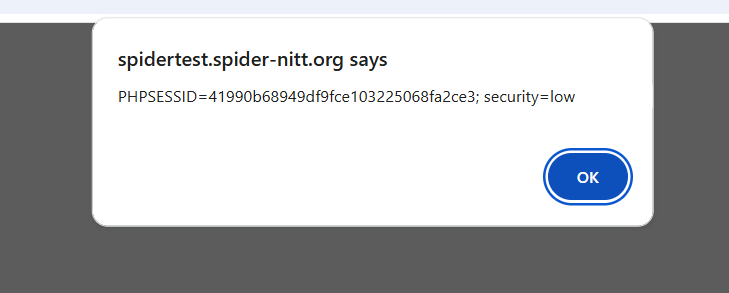 spidertest.spider-nitt.org says
PHPSESSID=41990b68949df9fce103225068fa2ce3; security=low
OK